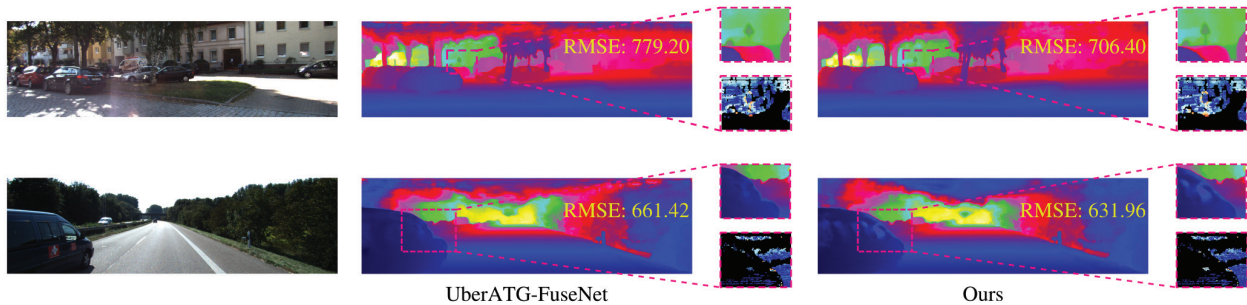 RMSE: 779.20
RMSE: 706.40
RMSE: 661.42
RMSE: 631.96
UberATG-FuseNet
Ours